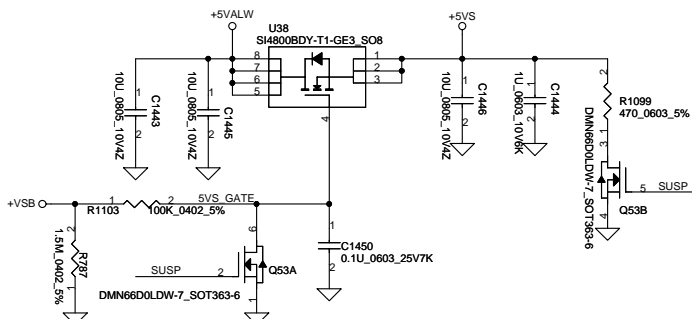 +5VALW
+5VS
U38
SI4800BDY-T1-GE3_SO8
8
7
6
5
1
2
3
4
1
2
C1443
10U_0805_10V4Z
1
2
C1445
10U_0805_10V4Z
1
2
C1446
10U_0805_10V4Z
1
2
C1444
1U_0603_10V6K
2
1
R1099
470_0603_5%
3
5
4
SUSP
Q53B
DMN66D0LDW-7_SOT363-6
+VSB
1
2
5VS_GATE
R1103
100K_0402_5%
2
1
R787
1.5M_0402_5%
6
2
1
SUSP
Q53A
DMN66D0LDW-7_SOT363-6
1
2
C1450
0.1U_0603_25V7K